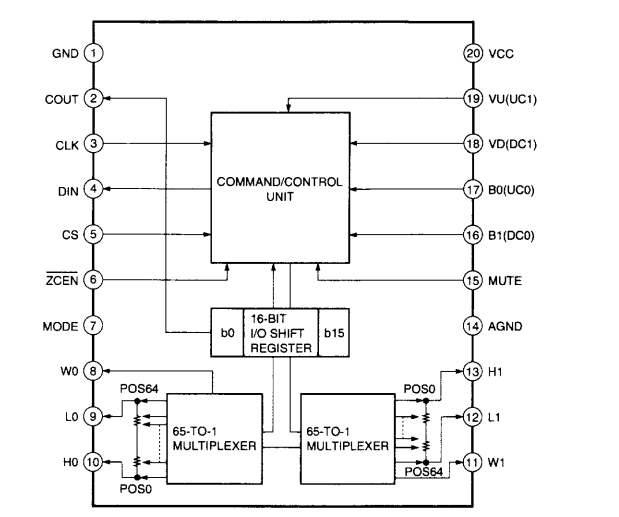 GND 1
20 VCC
COUT 2
19 VU(UC1)
CLK 3
18 VD(DC1)
COMMAND/CONTROL
UNIT
DIN 4
17 B0(UC0)
CS 5
16 B1(DC0)
ZCEN 6
15 MUTE
MODE 7
14 AGND
b0
16-BIT
I/O SHIFT
REGISTER
b15
W0 8
13 H1
POS64
POS0
L0 9
12 L1
65-TO-1
MULTIPLEXER
65-TO-1
MULTIPLEXER
H0 10
11 W1
POS0
POS64